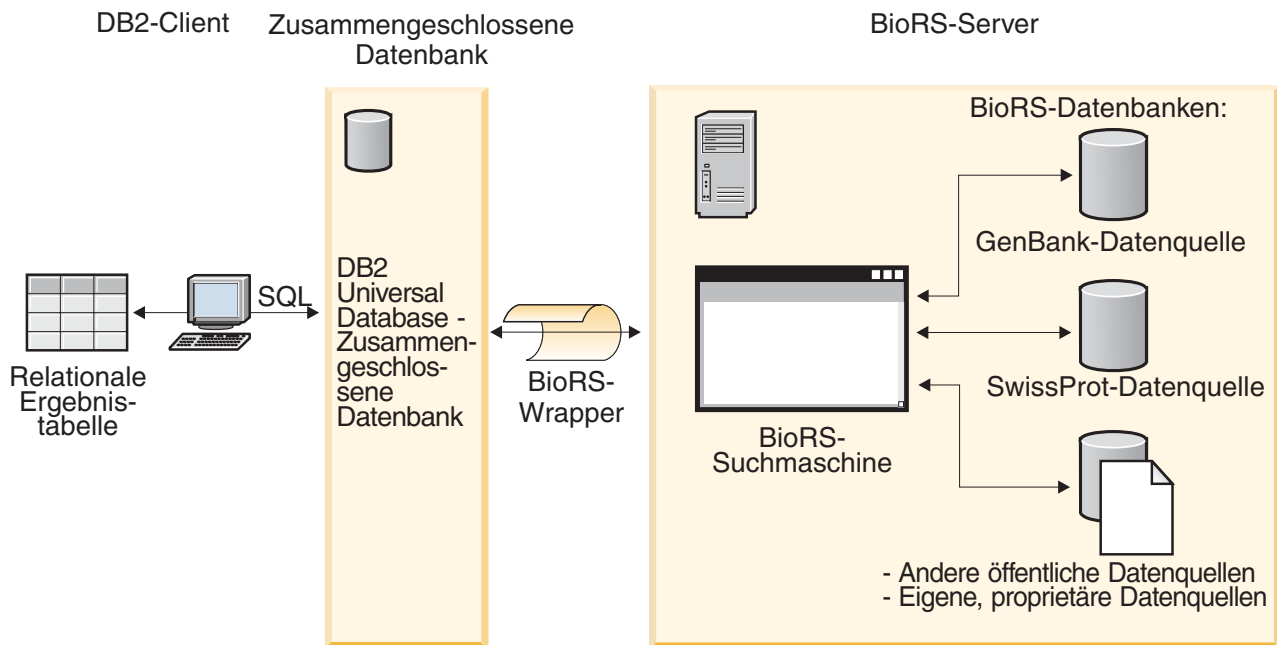 DB2-Client
Zusammengeschlossene
Datenbank
BioRS-Server
BioRS-Datenbanken:
GenBank-Datenquelle
SQL
DB2
Universal
Database -
Zusammen-
geschlos-
sene
Datenbank
Relationale
Ergebnis-
tabelle
BioRS-
Wrapper
BioRS-
Suchmaschine
SwissProt-Datenquelle
- Andere öffentliche Datenquellen
- Eigene, proprietäre Datenquellen